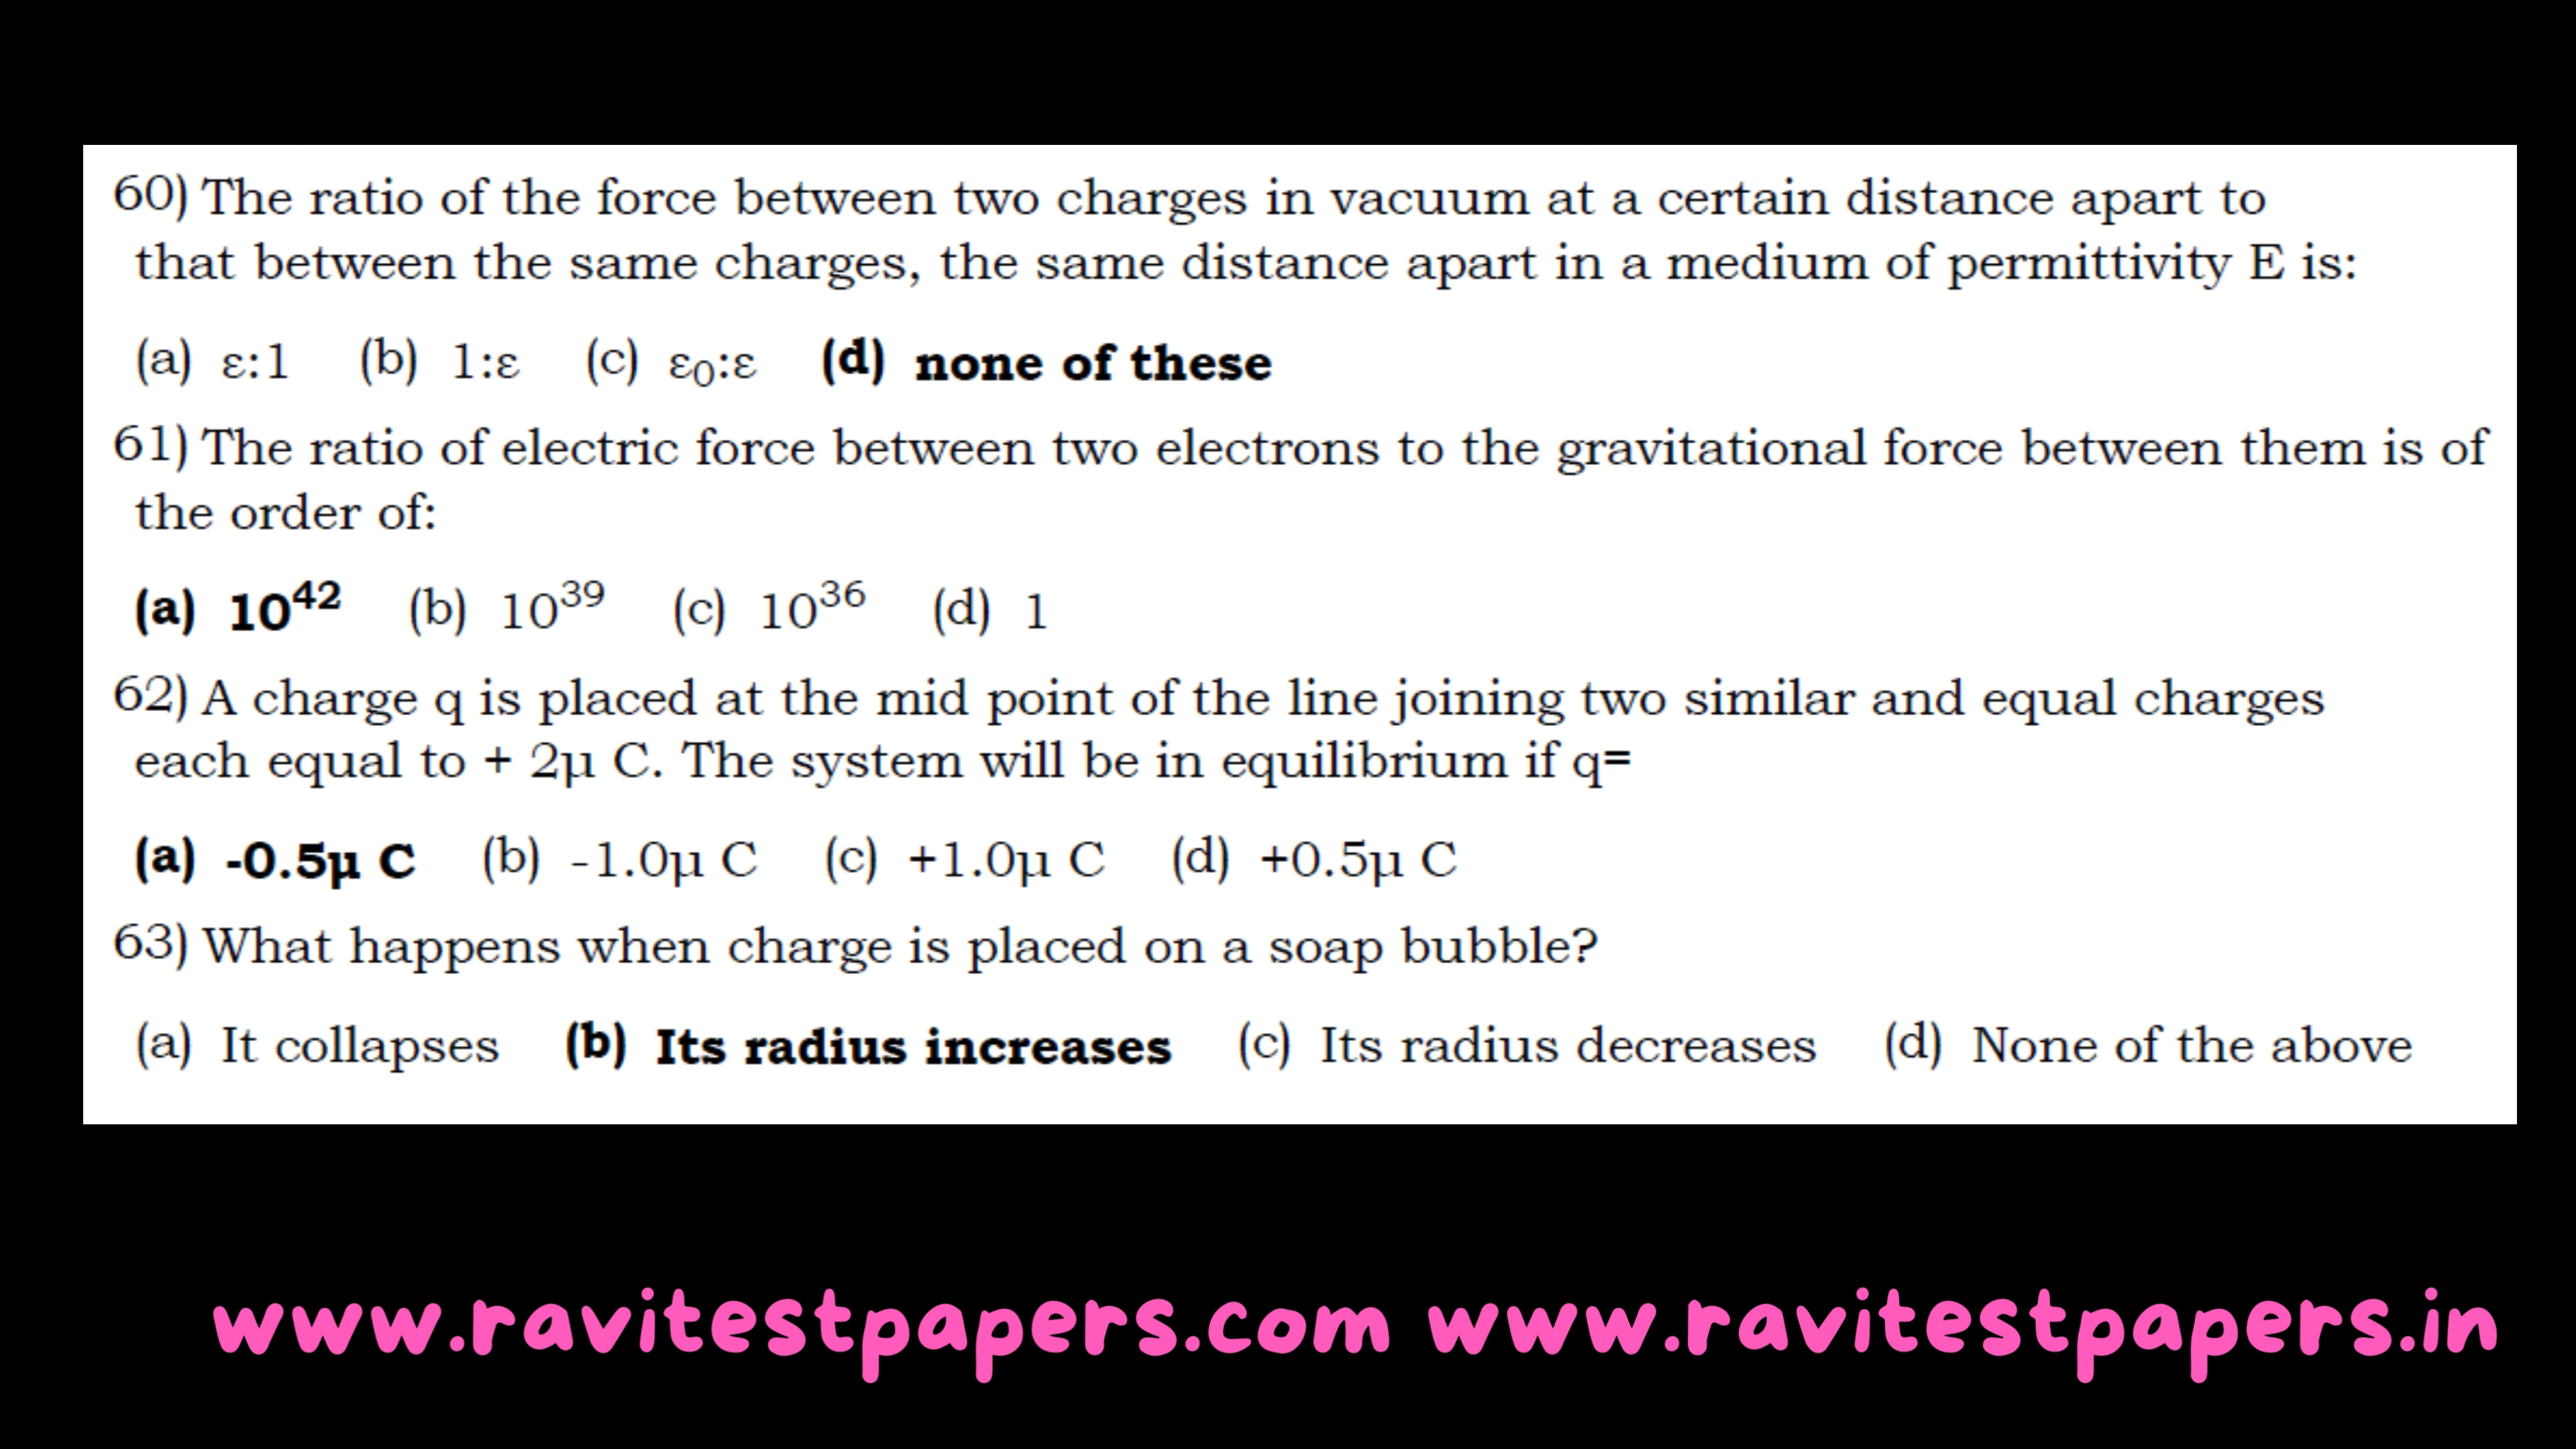 60) The ratio of the force between two charges in vacuum at a certain distance apart to
that between the same charges, the same distance apart in a medium of permittivity E is:
(a) ε:1 (b) 1:ε (c) ε₀:ε (d) none of these
61) The ratio of electric force between two electrons to the gravitational force between them is of
the order of:
(a) 10⁴² (b) 10³⁹ (c) 10³⁶ (d) 1
62) A charge q is placed at the mid point of the line joining two similar and equal charges
each equal to + 2µ C. The system will be in equilibrium if q=
(a) -0.5µ C (b) -1.0µ C (c) +1.0µ C (d) +0.5µ C
63) What happens when charge is placed on a soap bubble?
(a) It collapses (b) Its radius increases (c) Its radius decreases (d) None of the above
www.ravitestpapers.com www.ravitestpapers.in